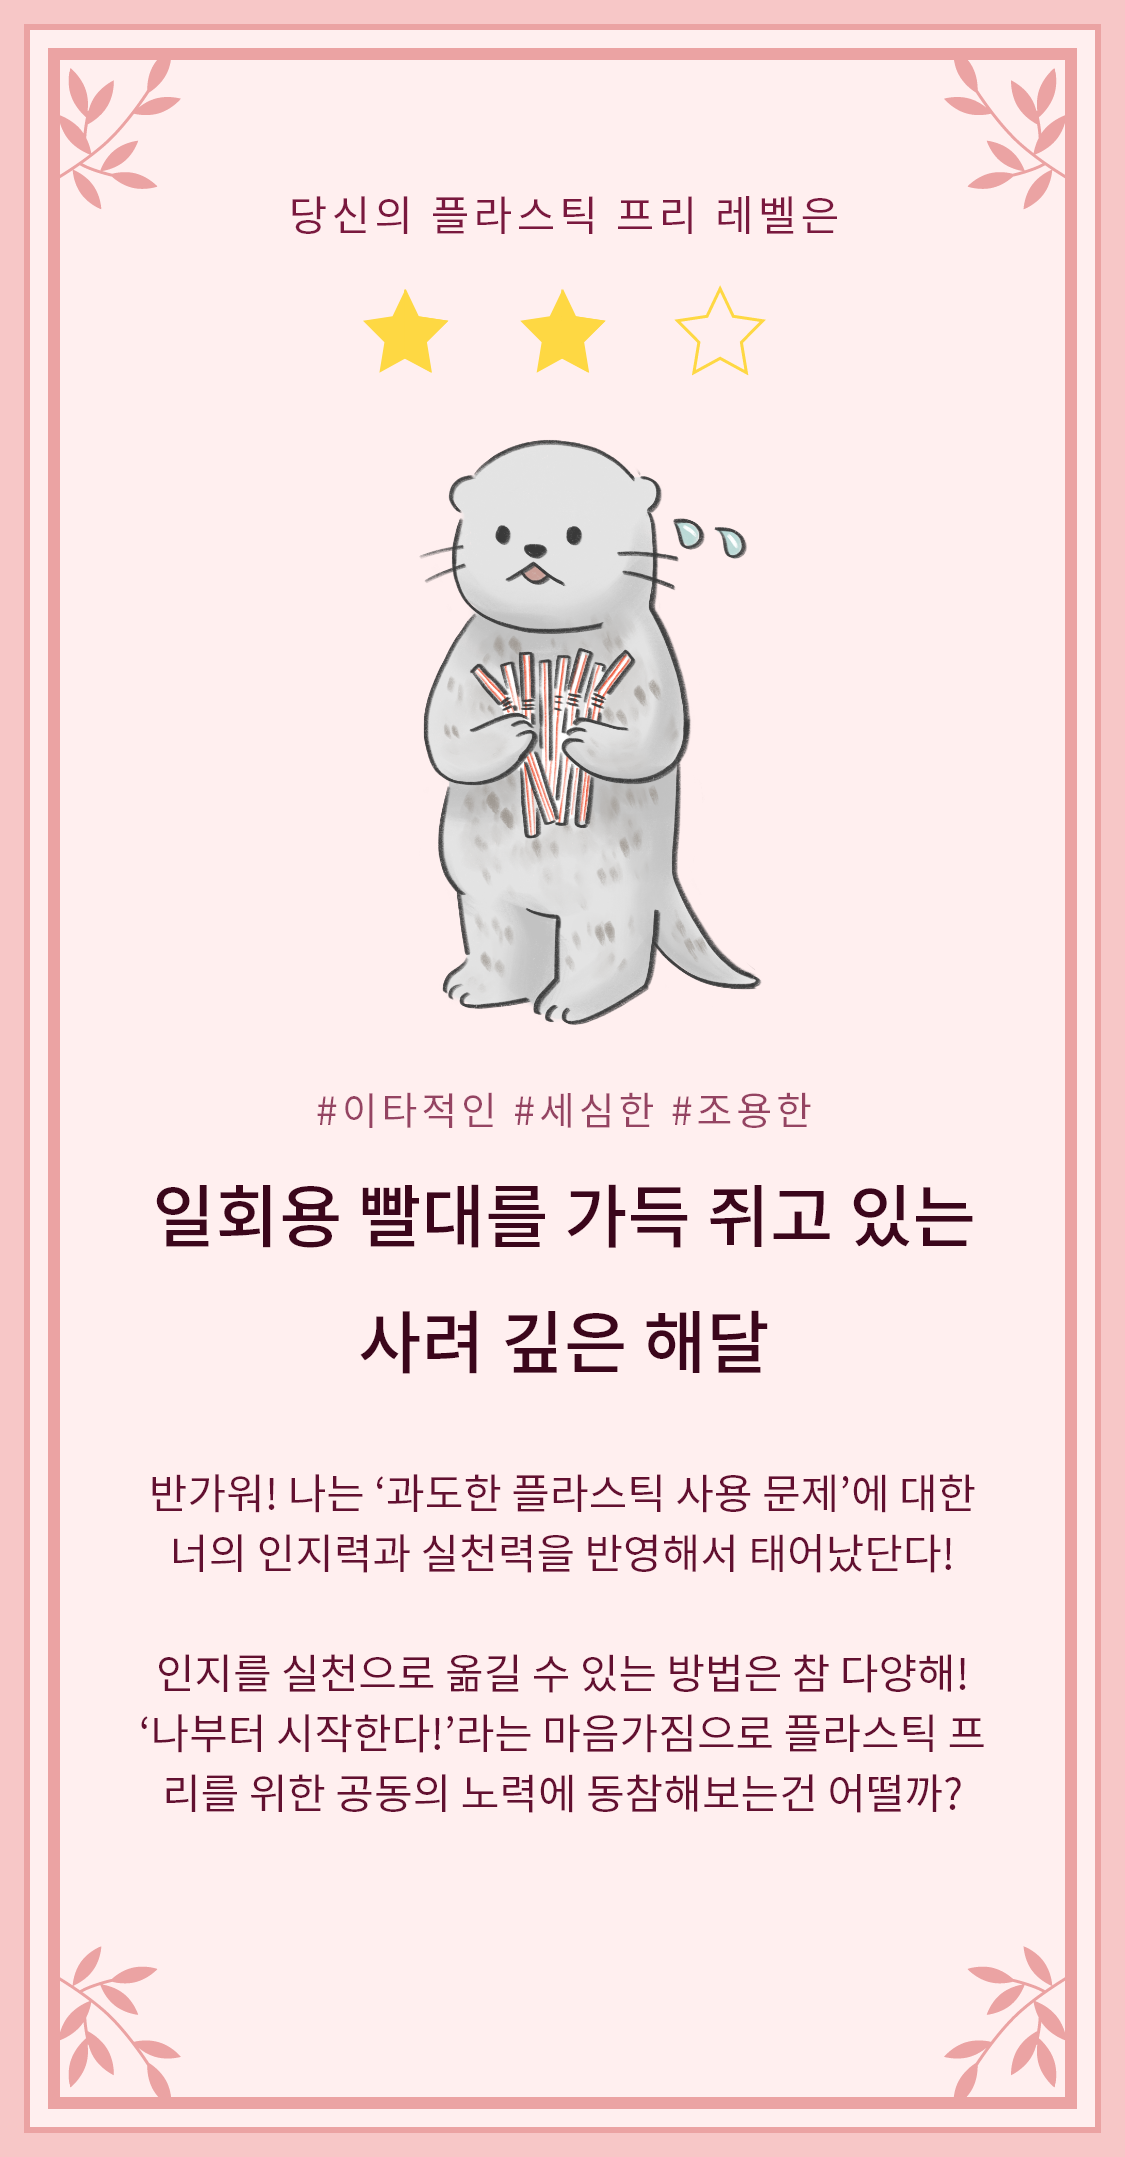 당신의 플라스틱 프리 레벨은
#이타적인 #세심한 #조용한
일회용 빨대를 가득 쥐고 있는
사려 깊은 해달
반가워! 나는 ‘과도한 플라스틱 사용 문제’에 대한
너의 인지력과 실천력을 반영해서 태어났단다!
인지를 실천으로 옮길 수 있는 방법은 참 다양해!
‘나부터 시작한다!’라는 마음가짐으로 플라스틱 프
리를 위한 공동의 노력에 동참해보는건 어떨까?